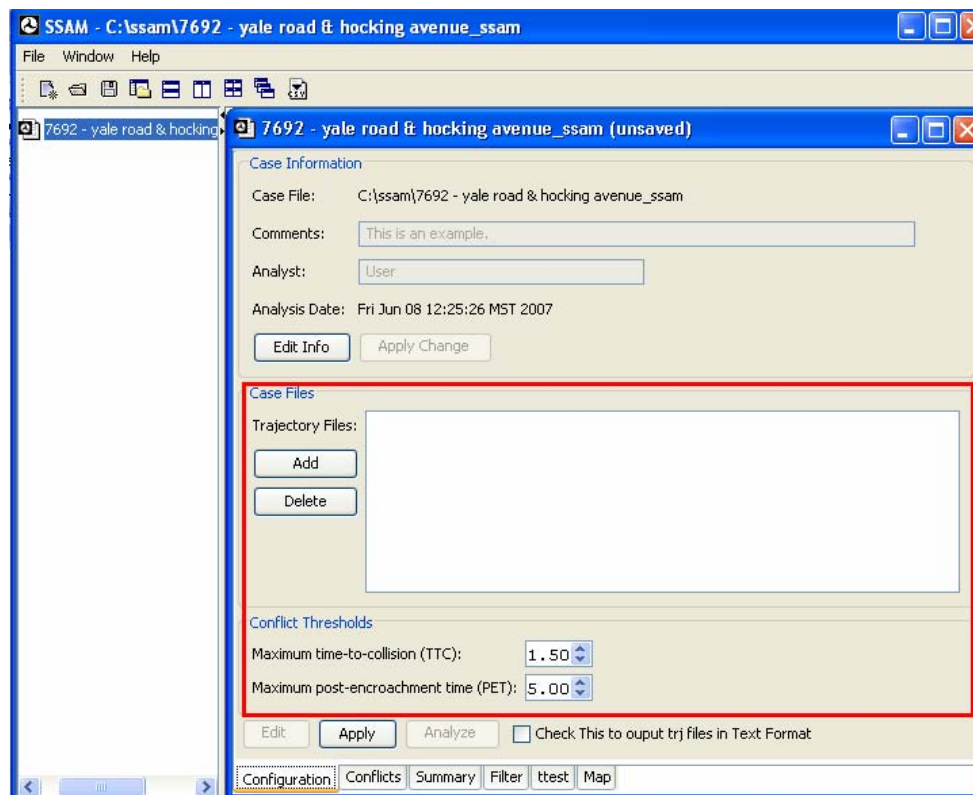 SSAM - C:\ssam\7692 - yale road & hocking avenue_ssam
File Window Help
7692 - yale road & hocking
7692 - yale road & hocking avenue_ssam (unsaved)
Case Information
Case File: C:\ssam\7692 - yale road & hocking avenue_ssam
Comments: This is an example.
Analyst: User
Analysis Date: Fri Jun 08 12:25:26 MST 2007
Edit Info Apply Change
Case Files
Trajectory Files:
Add
Delete
Conflict Thresholds
Maximum time-to-collision (TTC): 1.50
Maximum post-encroachment time (PET): 5.00
Edit Apply Analyze Check This to ouput trj files in Text Format
Configuration Conflicts Summary Filter ttest Map